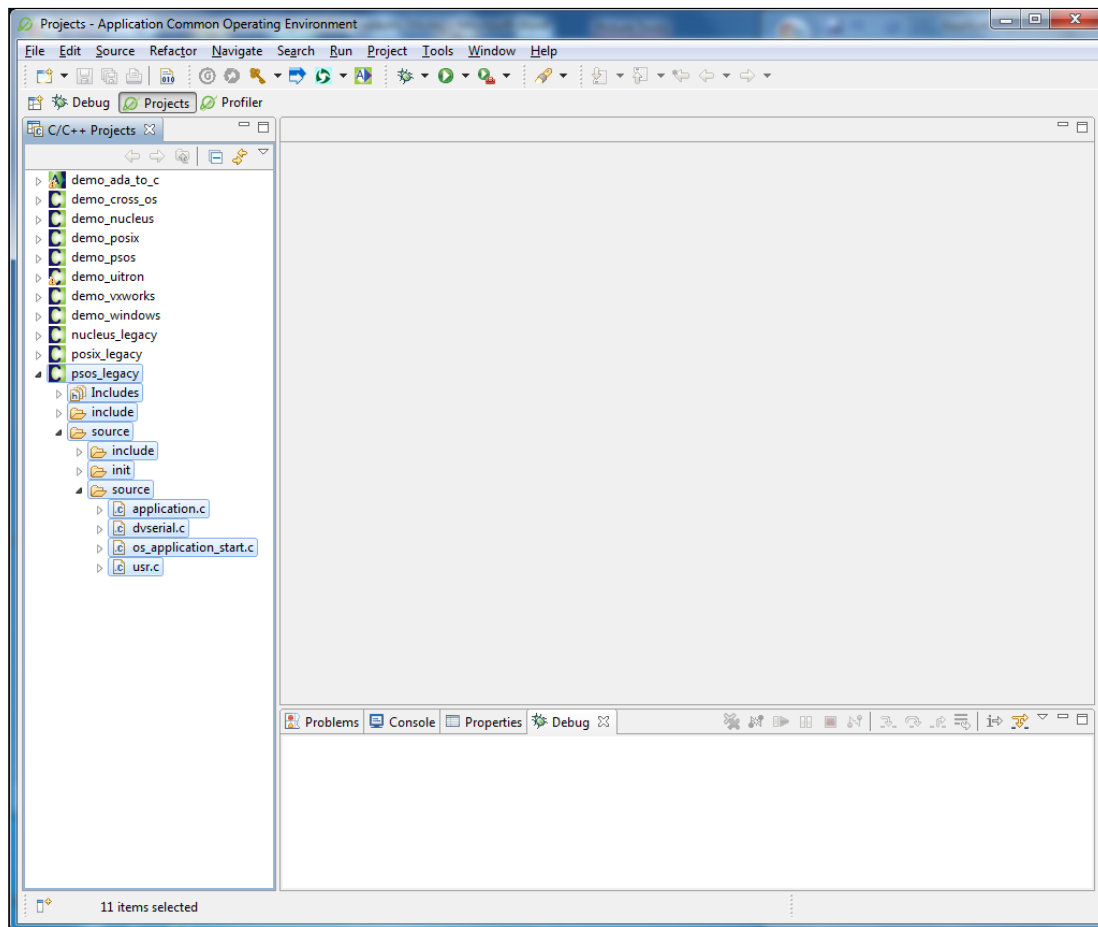 Projects - Application Common Operating Environment
File Edit Source Refactor Navigate Search Run Project Tools Window Help
Debug Projects Profiler
C/C++ Projects
demo_ada_to_c
demo_cross_os
demo_nucleus
demo_posix
demo_psos
demo_uitron
demo_vxworks
demo_windows
nucleus_legacy
posix_legacy
psos_legacy
Includes
include
source
include
init
source
application.c
dvserial.c
os_application_start.c
usr.c
Problems Console Properties Debug
11 items selected